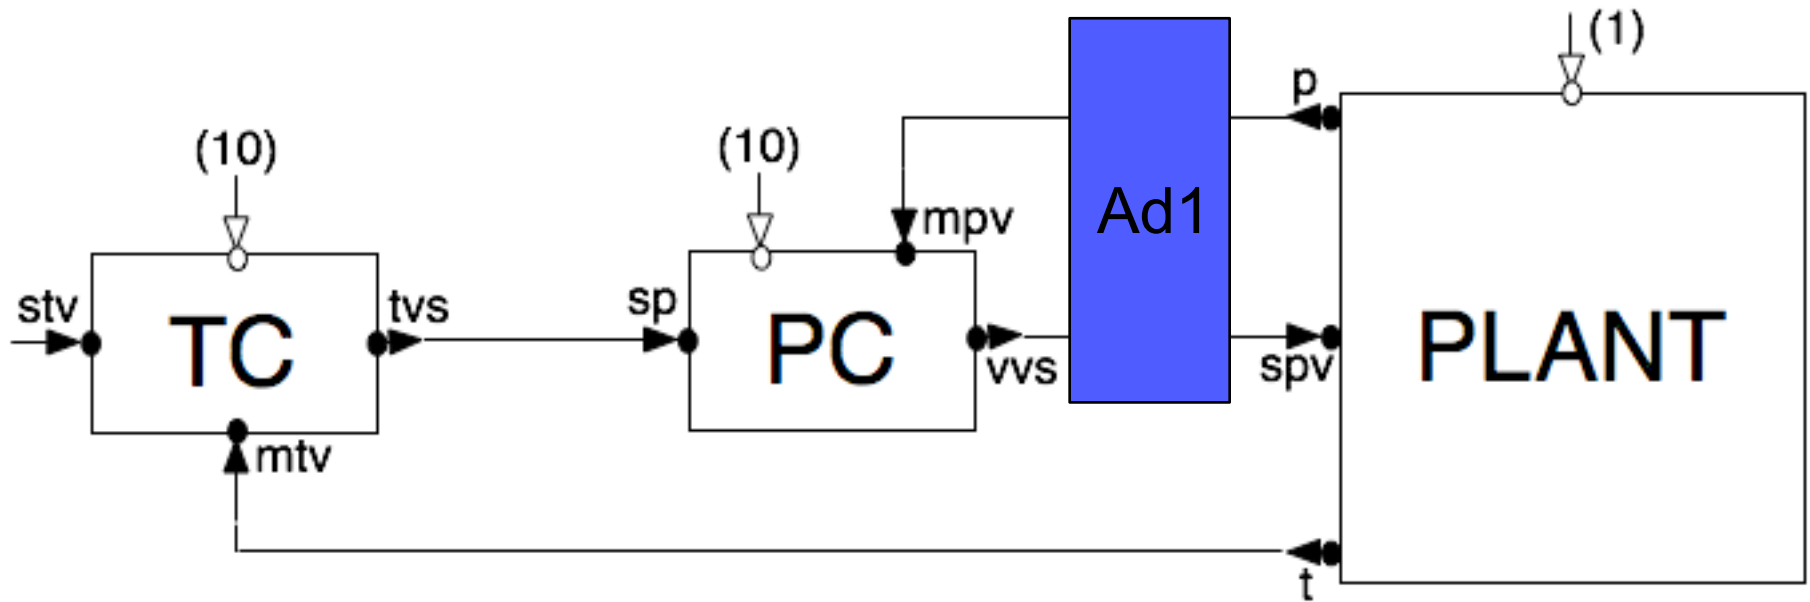 (1)
p
(10)
(10)
Ad1
mpv
stv
TC
tvs
sp
PC
vvs
spv
PLANT
mtv
t